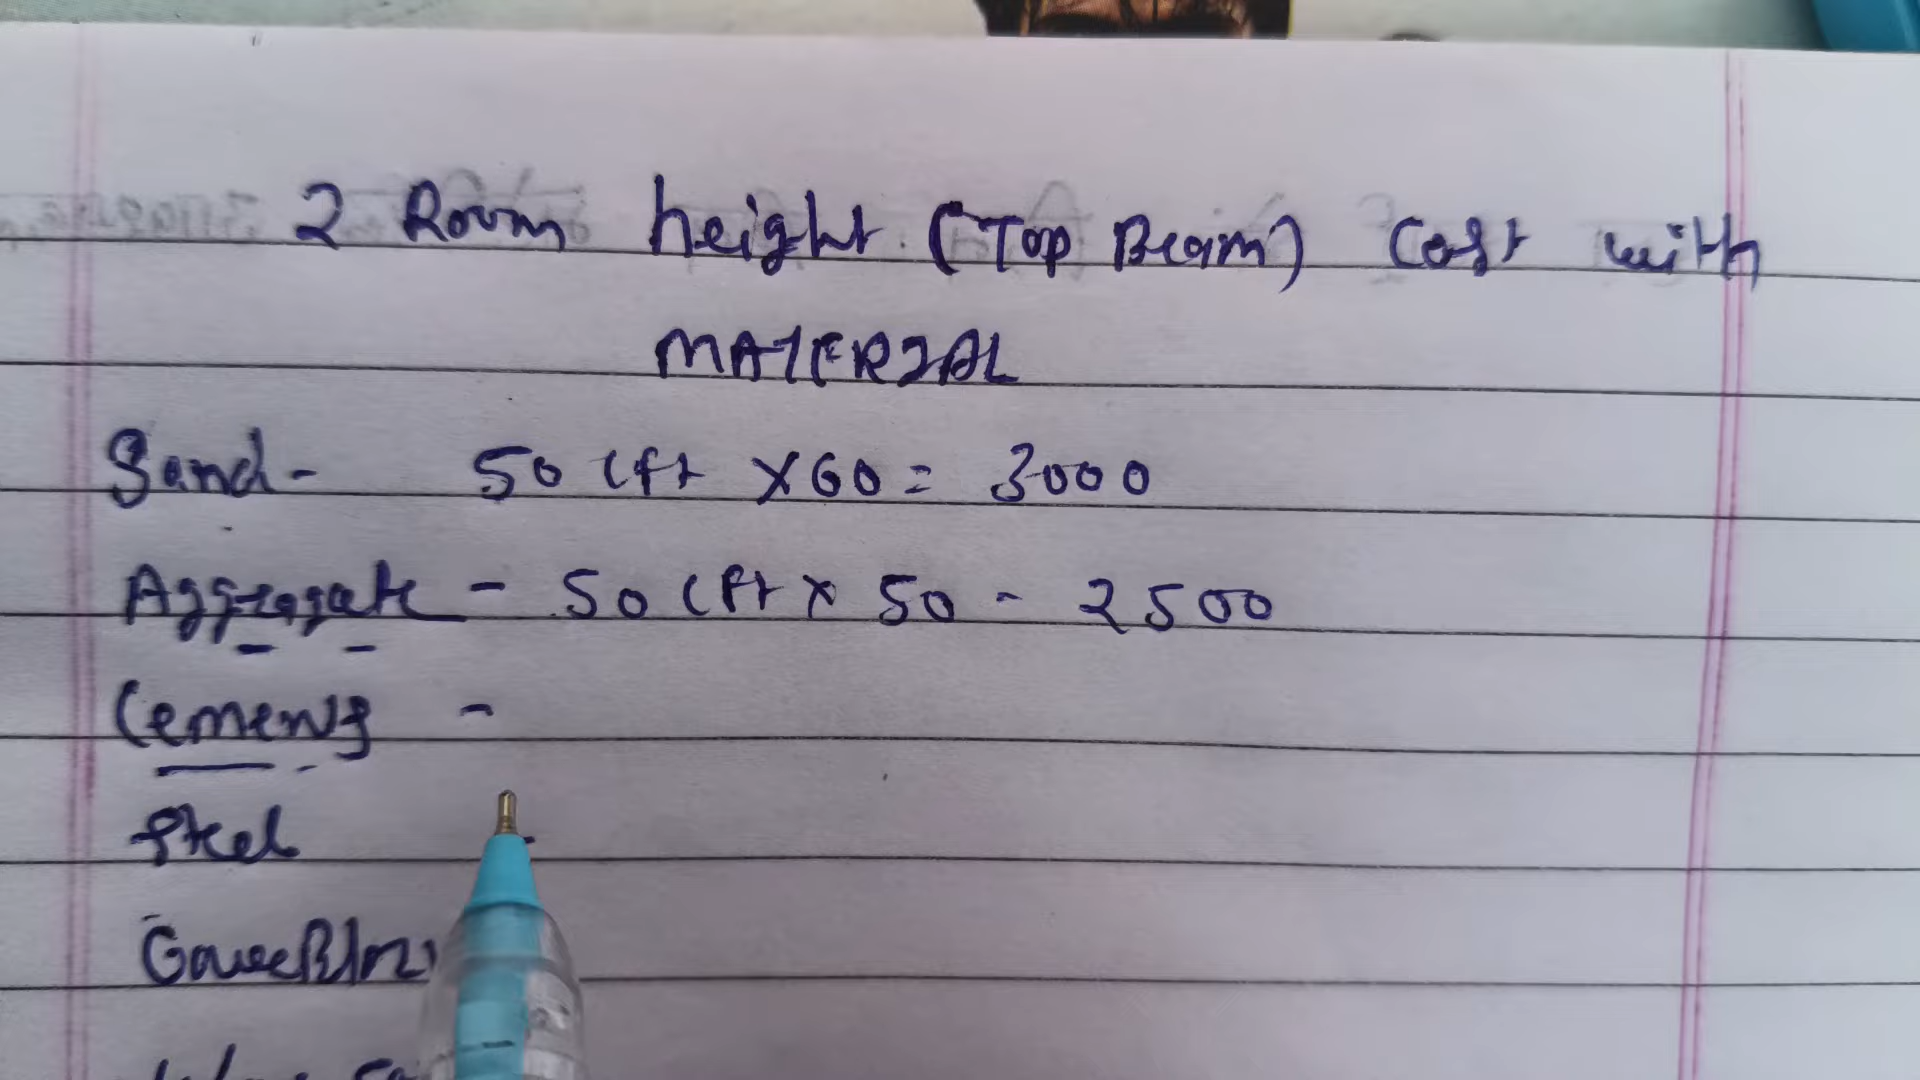 2 Room height (Top Beam) Cost with
MATERIAL
Sand - 50 Cft X60 = 3000
Aggregate - 50 Cft x 50 - 2500
Cement -
Steel -